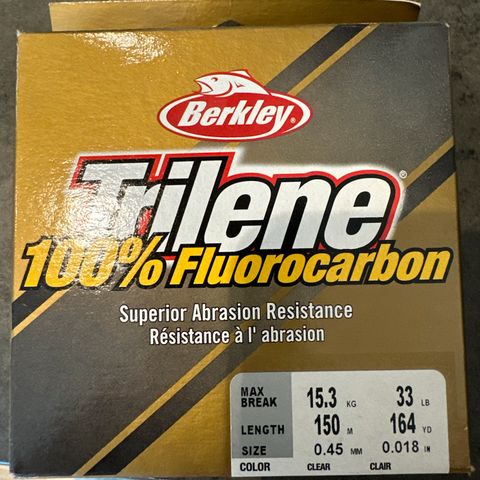 Berkley
Trilene®
100% Fluorocarbon
Superior Abrasion Resistance
Résistance à l' abrasion
MAX BREAK 15.3 KG 33 LB
LENGTH 150 M 164 YD
SIZE 0.45 MM 0.018 IN
COLOR CLEAR CLAIR